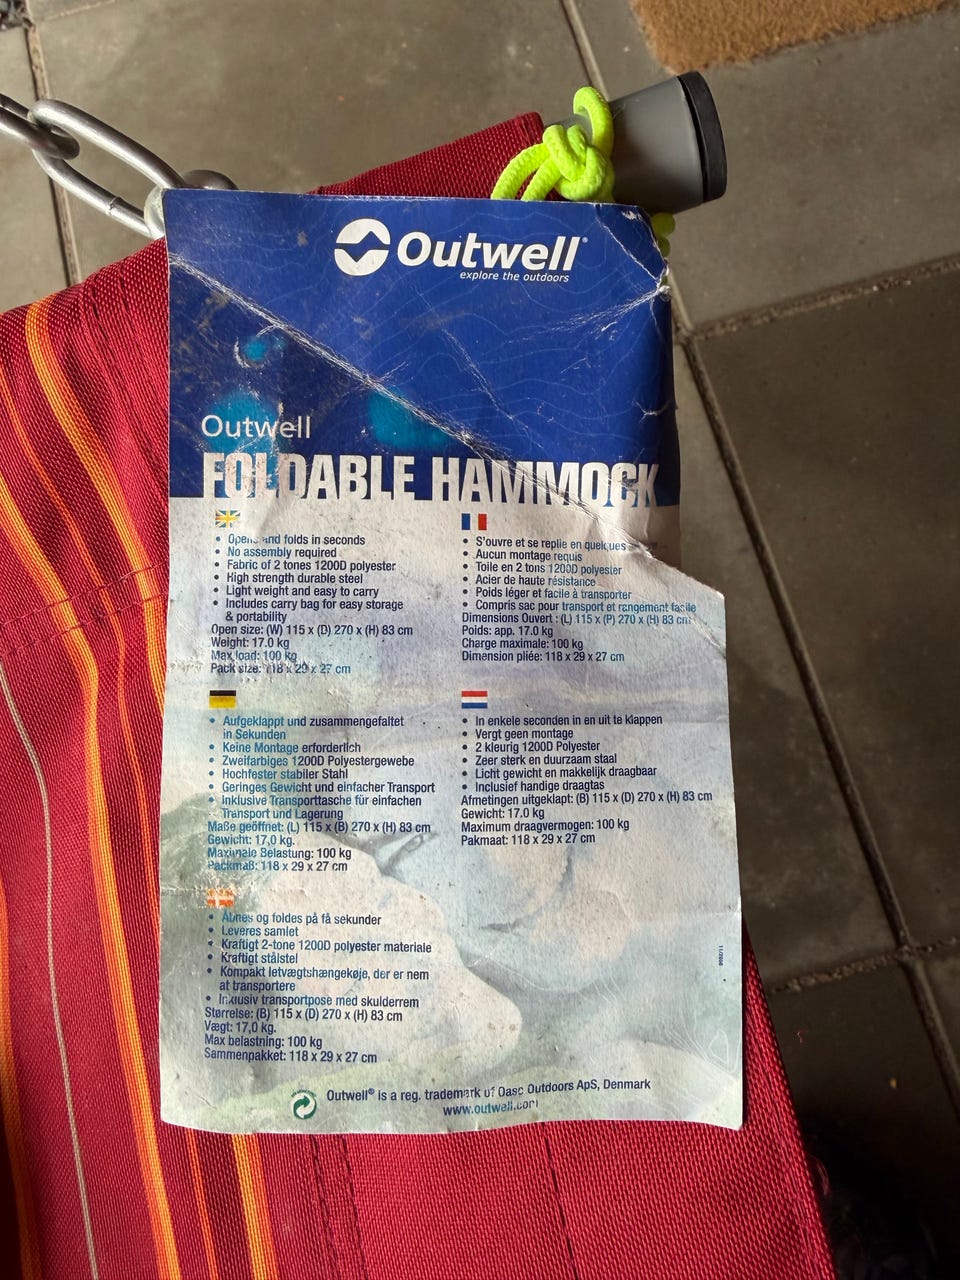 Outwell®
explore the outdoors
Outwell
FOLDABLE HAMMOCK
• Opens and folds in seconds
• No assembly required
• Fabric of 2 tones 1200D polyester
• High strength durable steel
• Light weight and easy to carry
• Includes carry bag for easy storage
& portability
Open size: (W) 115 x (D) 270 x (H) 83 cm
Weight: 17.0 kg
Max load: 100 kg
Pack size: 118 x 29 x 27 cm
• S'ouvre et se replie en quelques
• Aucun montage requis
• Toile en 2 tons 1200D polyester
• Acier de haute résistance
• Poids léger et facile à transporter
• Compris sac pour transport et rangement facile
Dimensions Ouvert : (L) 115 x (P) 270 x (H) 83 cm
Poids: app. 17.0 kg
Charge maximale: 100 kg
Dimension pliée: 118 x 29 x 27 cm
• Aufgeklappt und zusammengefaltet
in Sekunden
• Keine Montage erforderlich
• Zweifarbiges 1200D Polyestergewebe
• Hochfester stabiler Stahl
• Geringes Gewicht und einfacher Transport
• Inklusive Transporttasche für einfachen
Transport und Lagerung
Maße geöffnet: (L) 115 x (B) 270 x (H) 83 cm
Gewicht: 17,0 kg.
Maximale Belastung: 100 kg
Packmaß: 118 x 29 x 27 cm
• In enkele seconden in en uit te klappen
• Vergt geen montage
• 2 kleurig 1200D Polyester
• Zeer sterk en duurzaam staal
• Licht gewicht en makkelijk draagbaar
• Inclusief handige draagtas
Afmetingen uitgeklapt: (B) 115 x (D) 270 x (H) 83 cm
Gewicht: 17.0 kg
Maximum draagvermogen: 100 kg
Pakmaat: 118 x 29 x 27 cm
• Åbnes og foldes på få sekunder
• Leveres samlet
• Kraftigt 2-tone 1200D polyester materiale
• Kraftigt stålstel
• Kompakt letvægtshængekøje, der er nem
at transportere
• Inklusiv transportpose med skulderrem
Størrelse: (B) 115 x (D) 270 x (H) 83 cm
Vægt: 17,0 kg.
Max belastning: 100 kg
Sammenpakket: 118 x 29 x 27 cm
Outwell® is a reg. trademark of Oase Outdoors ApS, Denmark
www.outwell.com